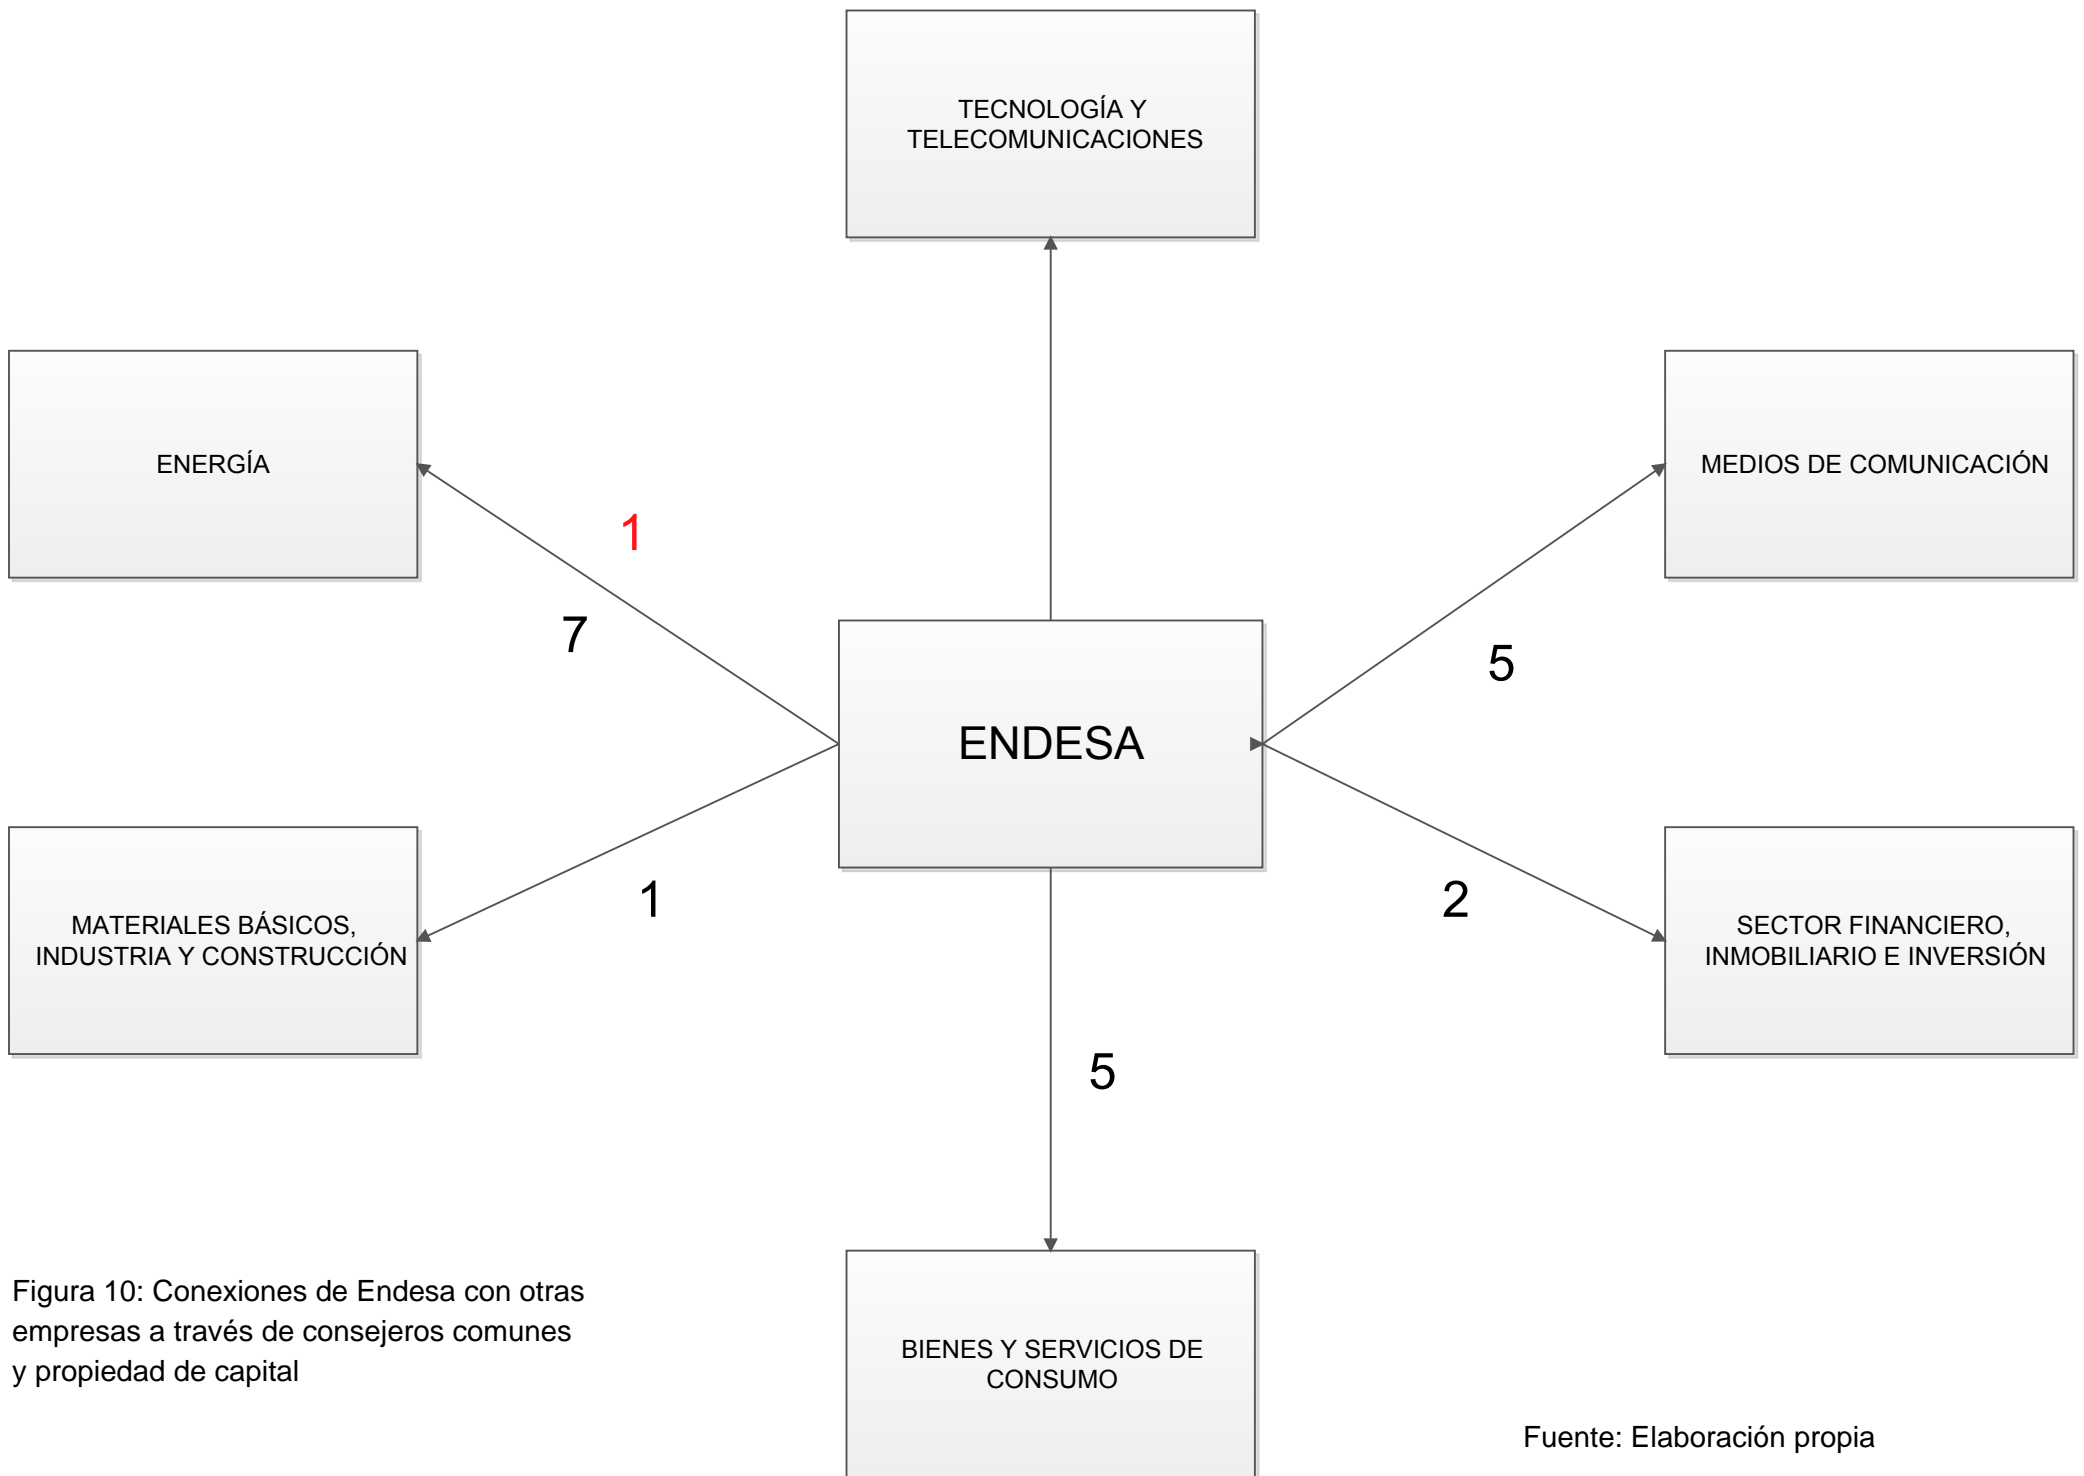 TECNOLOGÍA Y
TELECOMUNICACIONES
ENERGÍA
MEDIOS DE COMUNICACIÓN
1
7
5
ENDESA
MATERIALES BÁSICOS,
INDUSTRIA Y CONSTRUCCIÓN
1
2
SECTOR FINANCIERO,
INMOBILIARIO E INVERSIÓN
5
Figura 10: Conexiones de Endesa con otras
empresas a través de consejeros comunes
y propiedad de capital
BIENES Y SERVICIOS DE
CONSUMO
Fuente: Elaboración propia